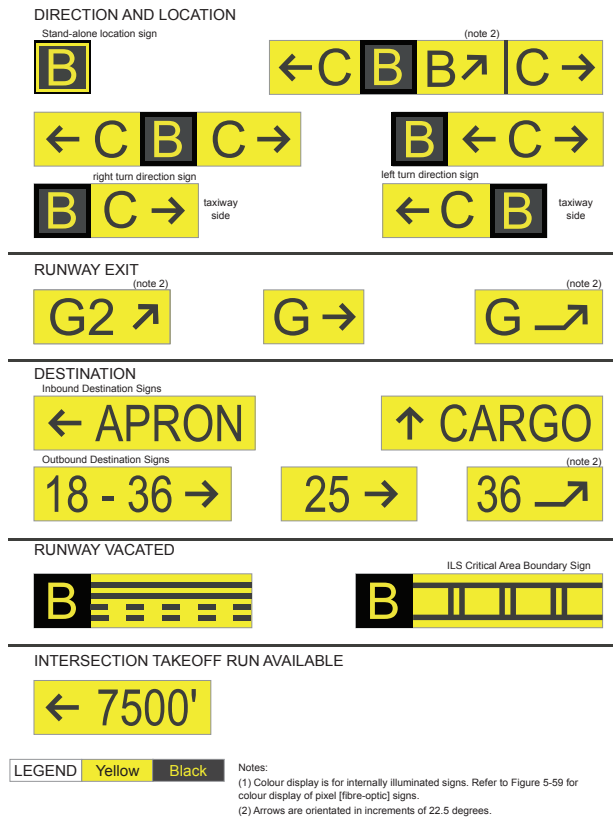 DIRECTION AND LOCATION
Stand-alone location sign
(note 2)
B
←C B B↗ C→
← C B C →
B ← C →
right turn direction sign
left turn direction sign
B C →
taxiway
side
← C B
taxiway
side
RUNWAY EXIT
(note 2)
(note 2)
G2 ↗
G →
G
DESTINATION
Inbound Destination Signs
← APRON
↑ CARGO
Outbound Destination Signs
(note 2)
18 - 36 →
25 →
36
RUNWAY VACATED
ILS Critical Area Boundary Sign
B
B
INTERSECTION TAKEOFF RUN AVAILABLE
← 7500'
LEGEND Yellow Black
Notes:
(1) Colour display is for internally illuminated signs. Refer to Figure 5-59 for
colour display of pixel [fibre-optic] signs.
(2) Arrows are orientated in increments of 22.5 degrees.